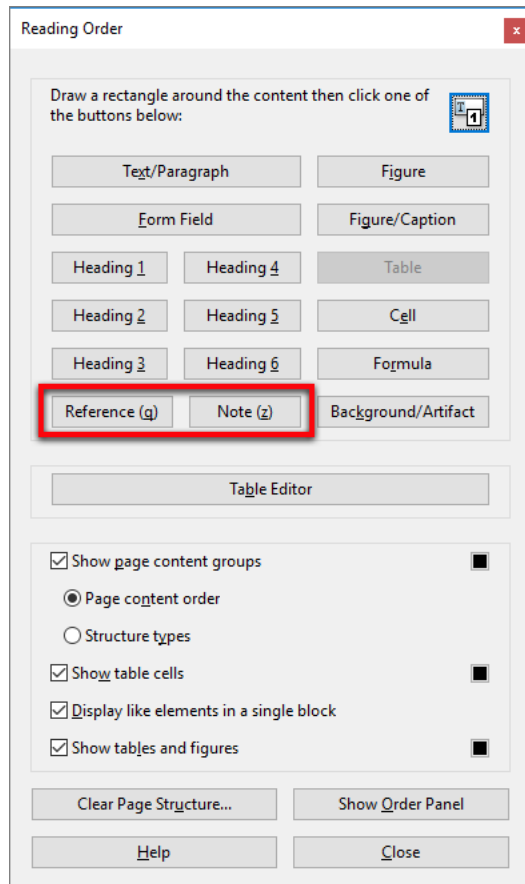 Reading Order
x
Draw a rectangle around the content then click one of
the buttons below:
T
1
Text/Paragraph
Figure
Form Field
Figure/Caption
Heading 1
Heading 4
Table
Heading 2
Heading 5
Cell
Heading 3
Heading 6
Formula
Reference (q)
Note (z)
Background/Artifact
Table Editor
Show page content groups
Page content order
Structure types
Show table cells
Display like elements in a single block
Show tables and figures
Clear Page Structure...
Show Order Panel
Help
Close